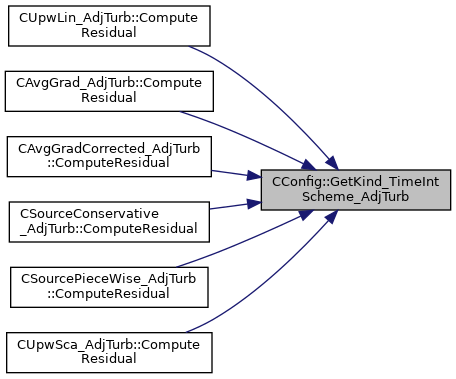 CUpwLin_AdjTurb::Compute
Residual
CAvgGrad_AdjTurb::Compute
Residual
CAvgGradCorrected_AdjTurb
::ComputeResidual
CConfig::GetKind_TimeInt
Scheme_AdjTurb
CSourceConservative
_AdjTurb::ComputeResidual
CSourcePieceWise_AdjTurb
::ComputeResidual
CUpwSca_AdjTurb::Compute
Residual